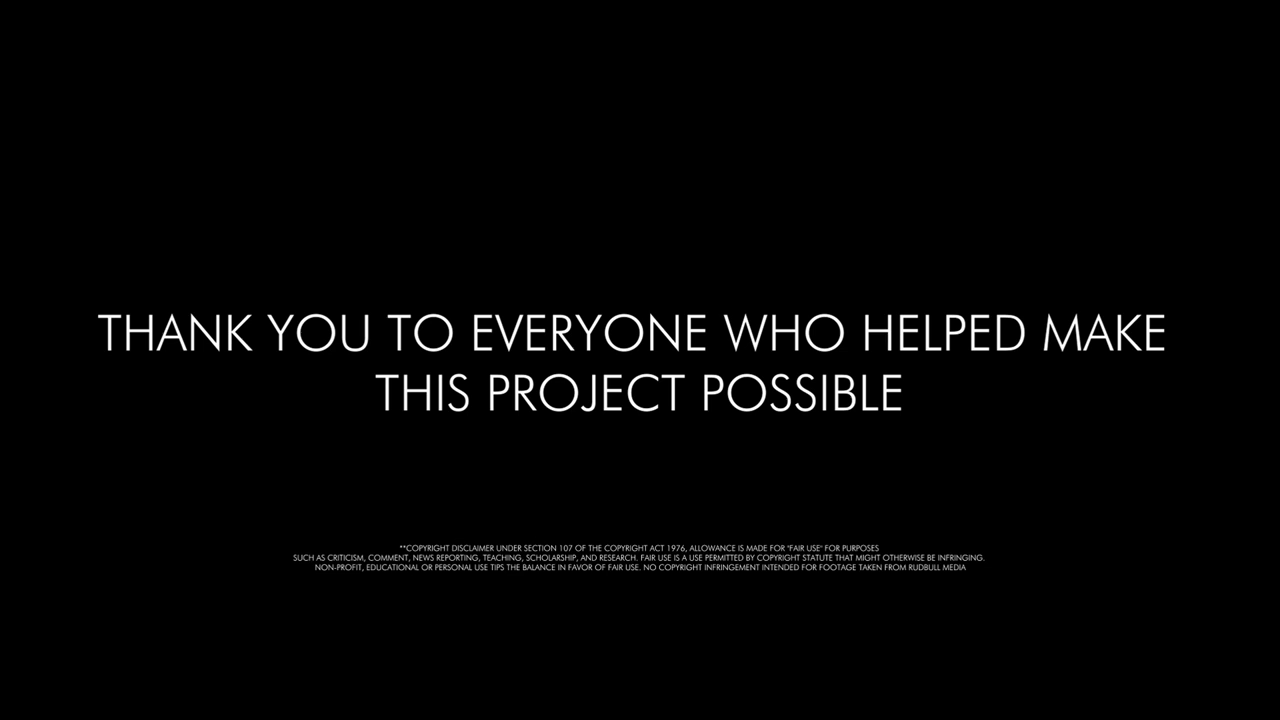 THANK YOU TO EVERYONE WHO HELPED MAKE
THIS PROJECT POSSIBLE
**COPYRIGHT DISCLAIMER UNDER SECTION 107 OF THE COPYRIGHT ACT 1976, ALLOWANCE IS MADE FOR "FAIR USE" FOR PURPOSES
SUCH AS CRITICISM, COMMENT, NEWS REPORTING, TEACHING, SCHOLARSHIP, AND RESEARCH. FAIR USE IS A USE PERMITTED BY COPYRIGHT STATUTE THAT MIGHT OTHERWISE BE INFRINGING.
NON-PROFIT, EDUCATIONAL OR PERSONAL USE TIPS THE BALANCE IN FAVOR OF FAIR USE. NO COPYRIGHT INFRINGEMENT INTENDED FOR FOOTAGE TAKEN FROM RUDBULL MEDIA